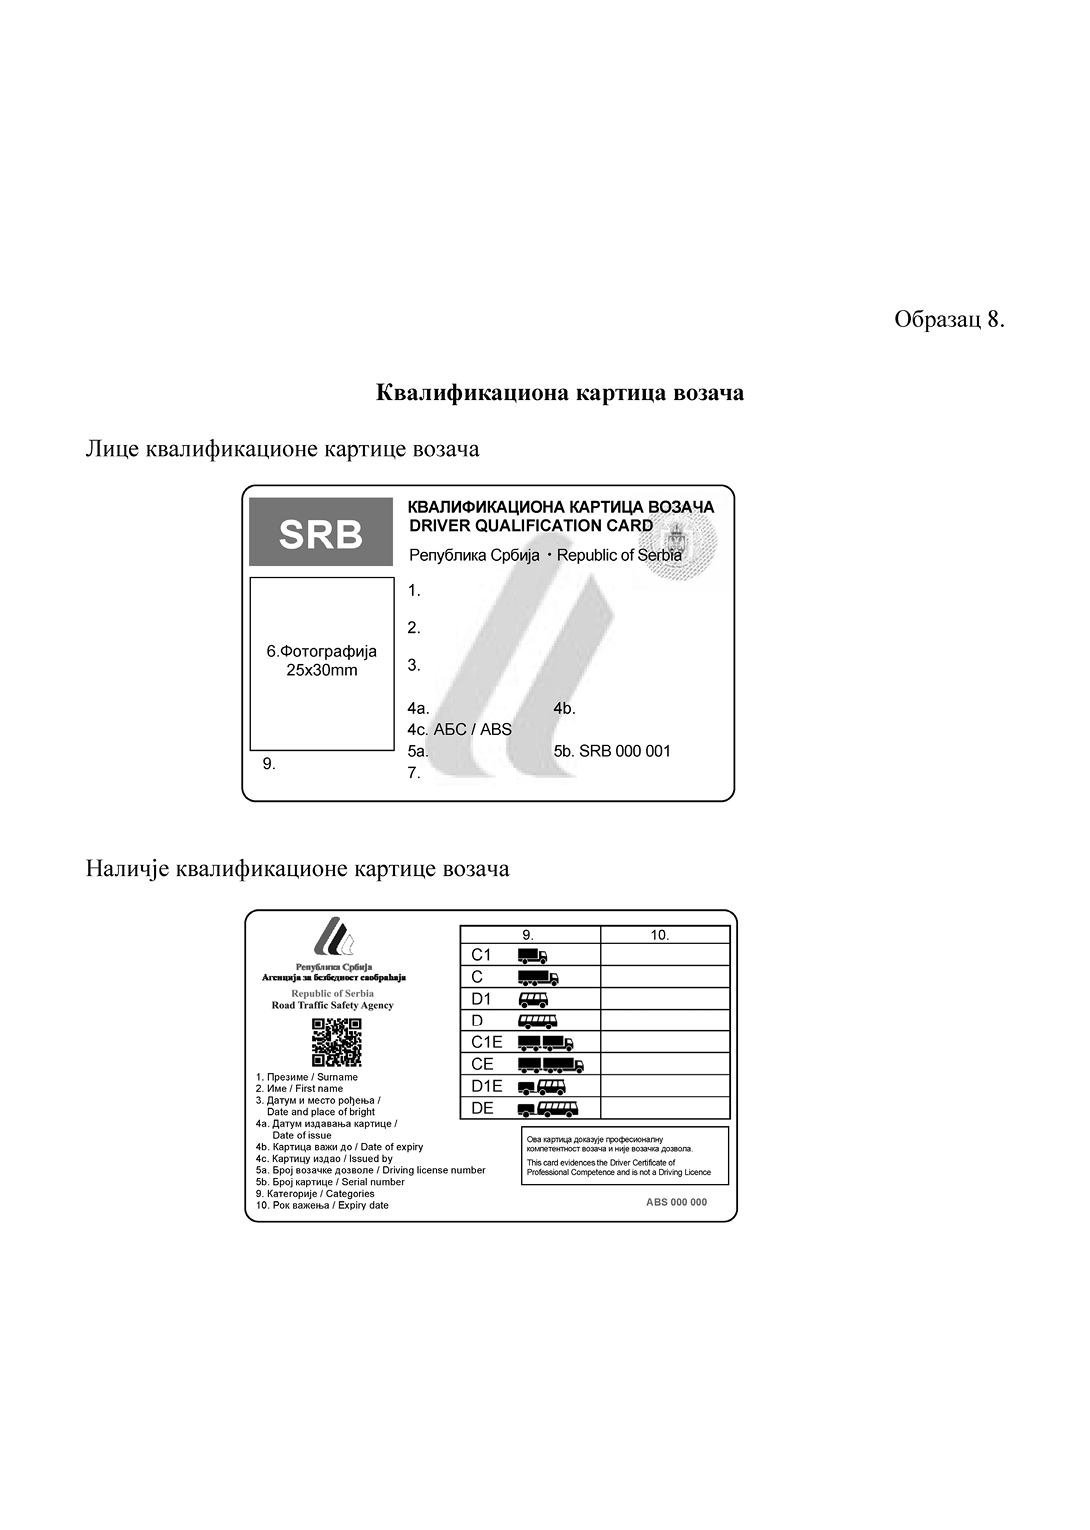 Образац 8.
Квалификациона картица возача
Лице квалификационе картице возача
SRB
КВАЛИФИКАЦИОНА КАРТИЦА ВОЗАЧА
DRIVER QUALIFICATION CARD
Република Србија · Republic of Serbia
6.Фотографија
25x30mm
1.
2.
3.
4a. 4b.
4c. АБС / ABS
5a. 5b. SRB 000 001
7.
9.
Наличје квалификационе картице возача
Република Србија
Агенција за безбедност саобраћаја
Republic of Serbia
Road Traffic Safety Agency
1. Презиме / Surname
2. Име / First name
3. Датум и место рођења /
Date and place of bright
4a. Датум издавања картице /
Date of issue
4b. Картица важи до / Date of expiry
4c. Картицу издао / Issued by
5a. Број возачке дозволе / Driving license number
5b. Број картице / Serial number
9. Категорије / Categories
10. Рок важења / Expiry date
9. 10.
C1
C
D1
D
C1E
CE
D1E
DE
Ова картица доказује професионалну
компетентност возача и није возачка дозвола.
This card evidences the Driver Certificate of
Professional Competence and is not a Driving Licence
ABS 000 000